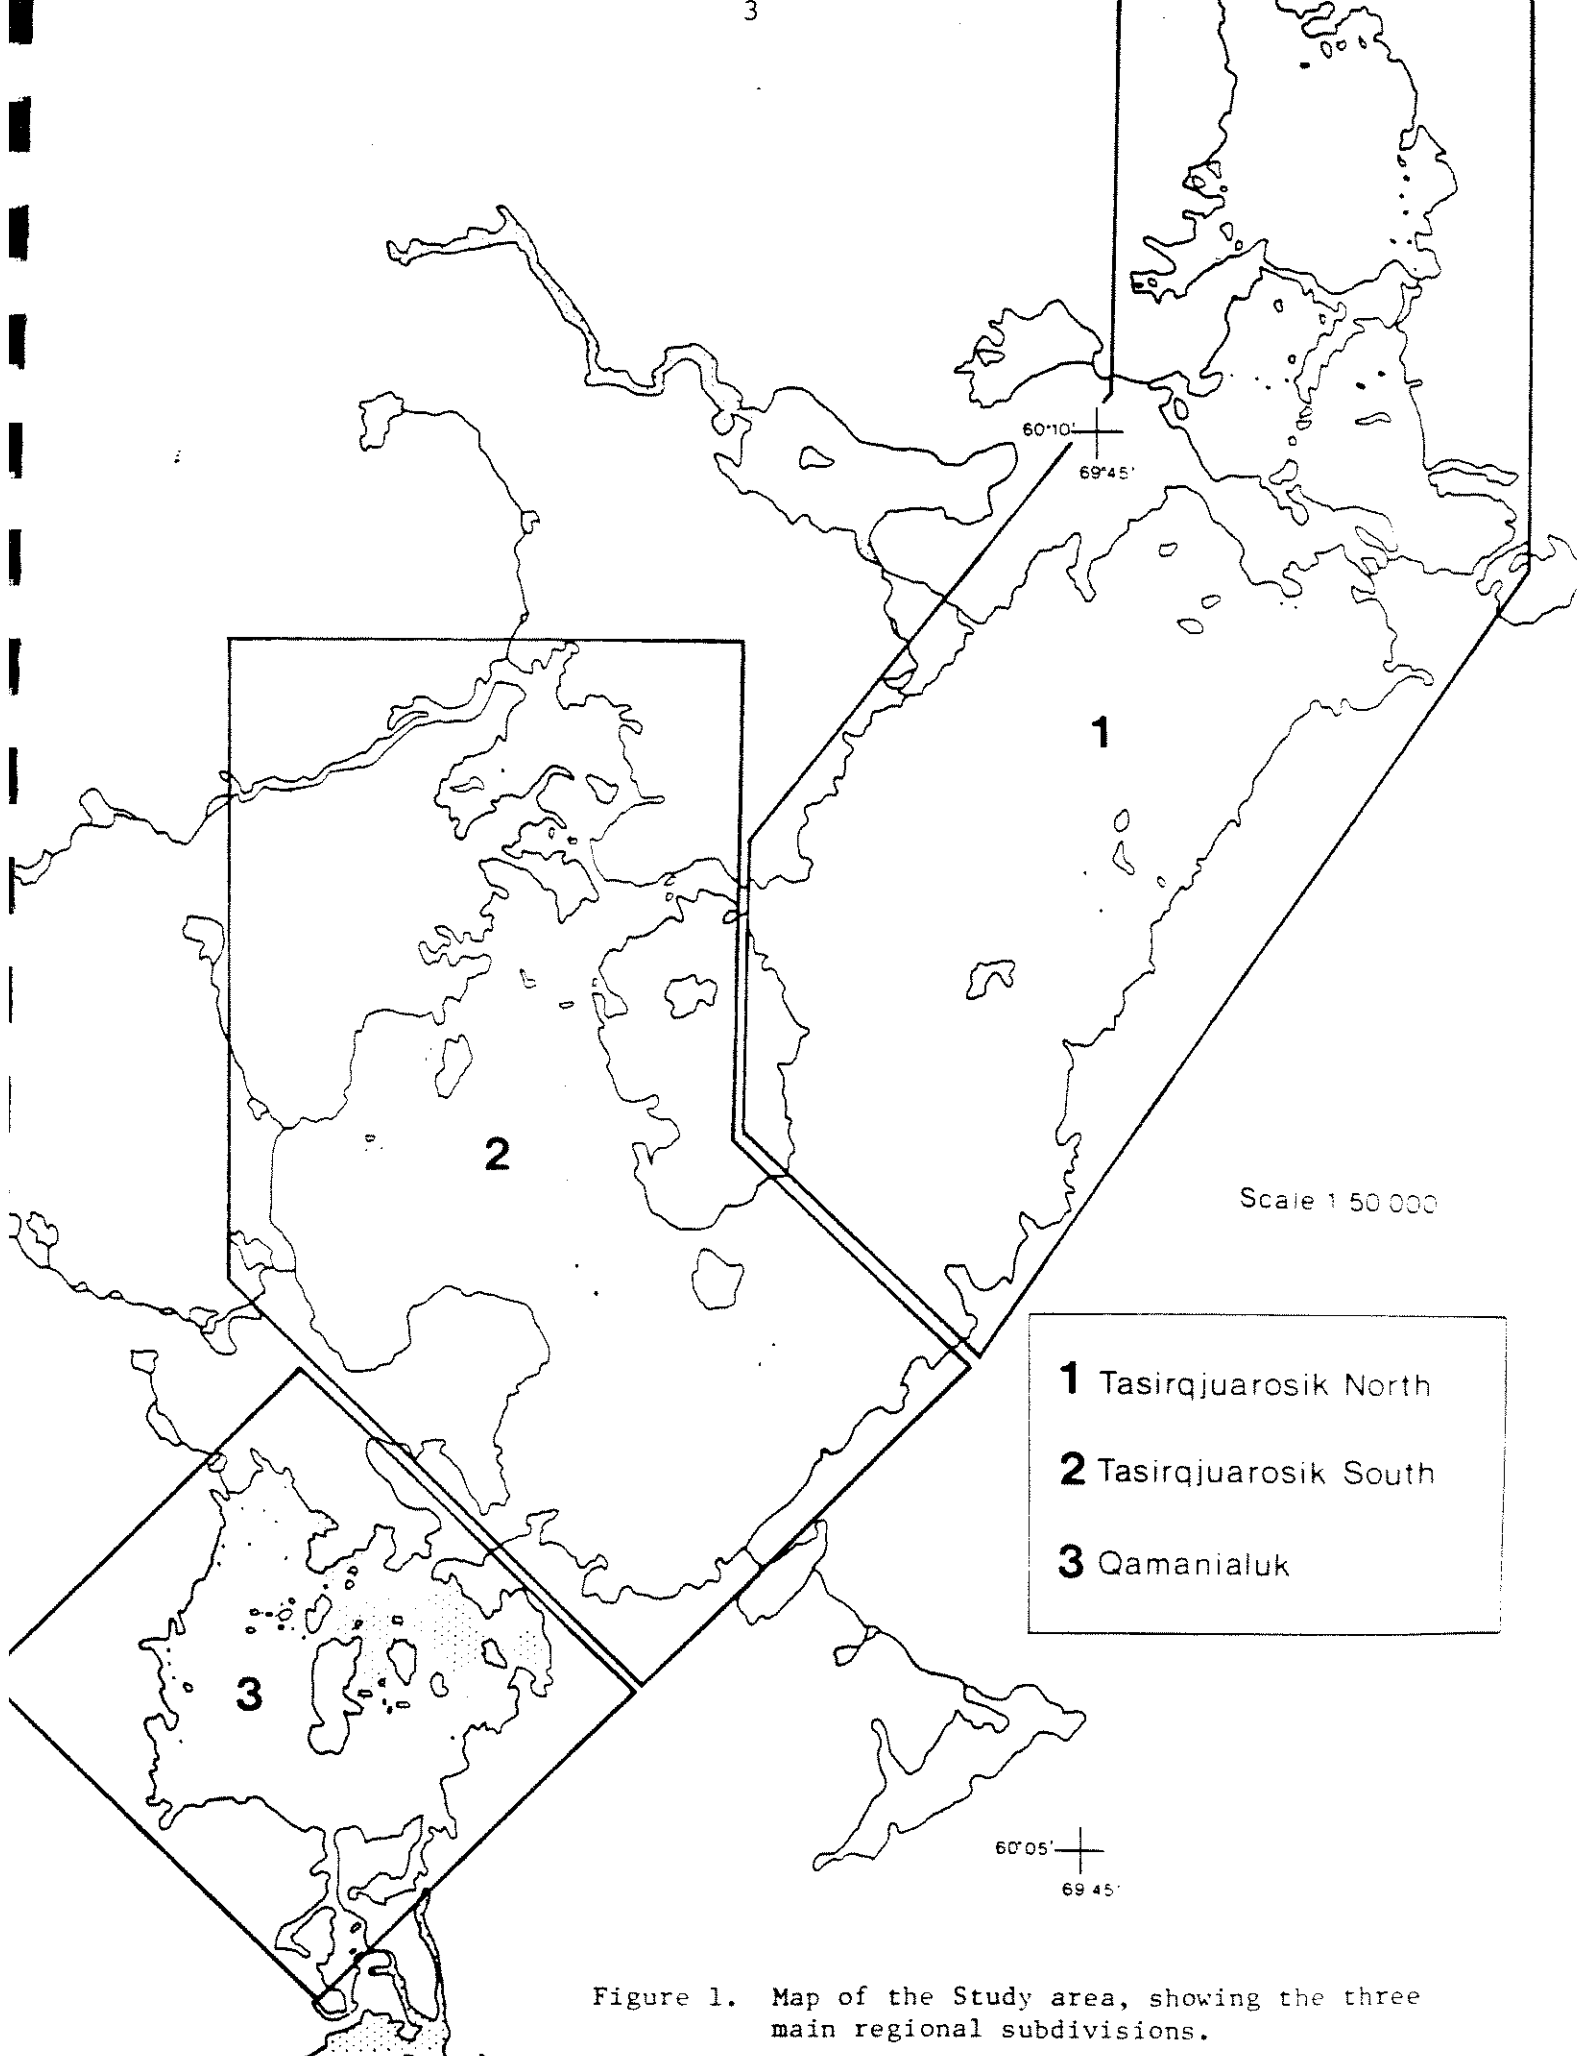 3
60°10'
69°45'
1
2
Scale 1 50 000
1 Tasirqjuarosik North
2 Tasirqjuarosik South
3 Qamanialuk
3
60°05'
69 45'
Figure 1. Map of the Study area, showing the three
main regional subdivisions.